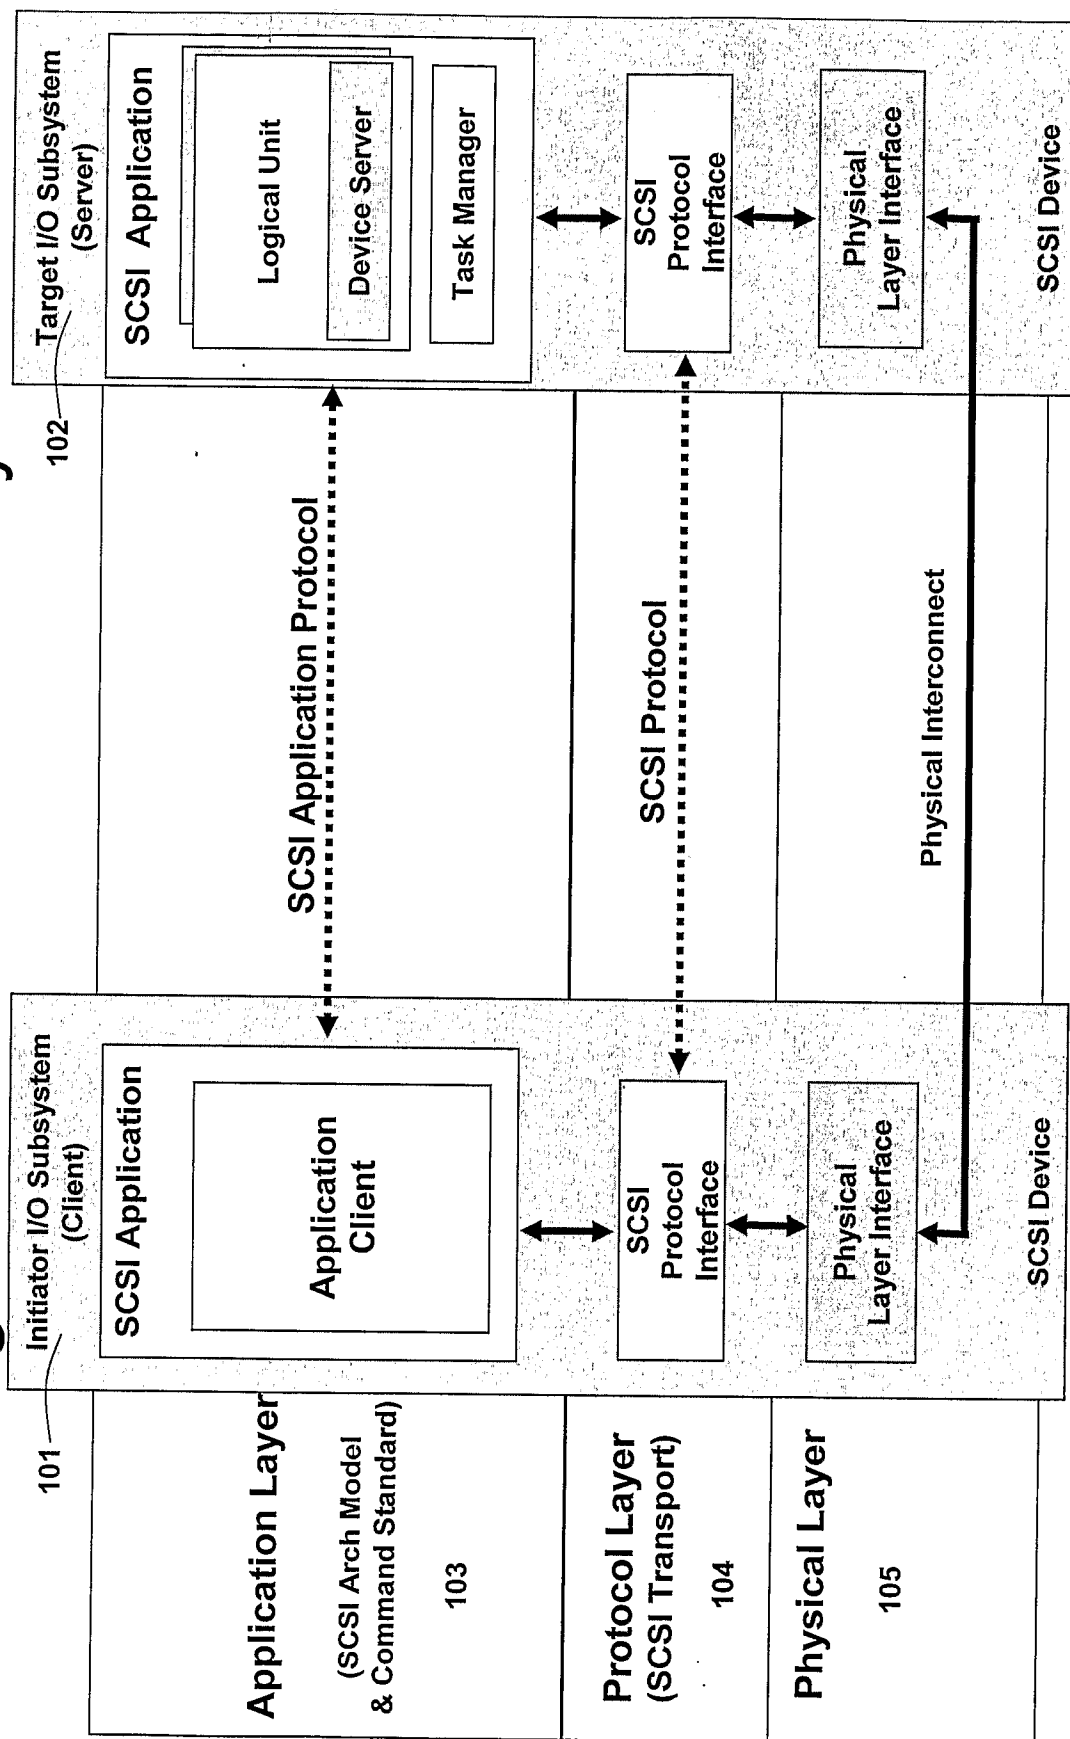 Initiator I/O Subsystem
(Client)
Target I/O Subsystem
(Server)
101
102
Application Layer
(SCSI Arch Model
& Command Standard)
103
SCSI Application
Application
Client
SCSI Application Protocol
SCSI Application
Logical Unit
Device Server
Task Manager
Protocol Layer
(SCSI Transport)
104
SCSI
Protocol
Interface
SCSI Protocol
SCSI
Protocol
Interface
Physical Layer
105
Physical
Layer Interface
Physical Interconnect
Physical
Layer Interface
SCSI Device
SCSI Device